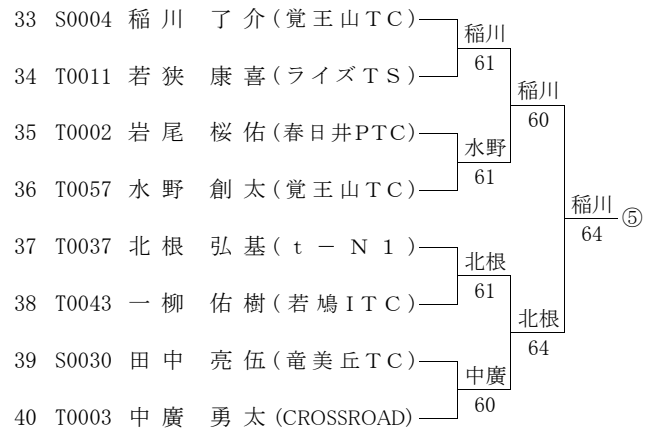 33 S0004 稲川 了介(覚王山TC)
稲川
61
34 T0011 若狭 康喜(ライズTS)
稲川
60
35 T0002 岩尾 桜佑(春日井PTC)
水野
61
36 T0057 水野 創太(覚王山TC)
稲川
64
⑤
37 T0037 北根 弘基(t-N1)
北根
61
38 T0043 一柳 佑樹(若鳩ITC)
北根
64
39 S0030 田中 亮伍(竜美丘TC)
中廣
60
40 T0003 中廣 勇太(CROSSROAD)